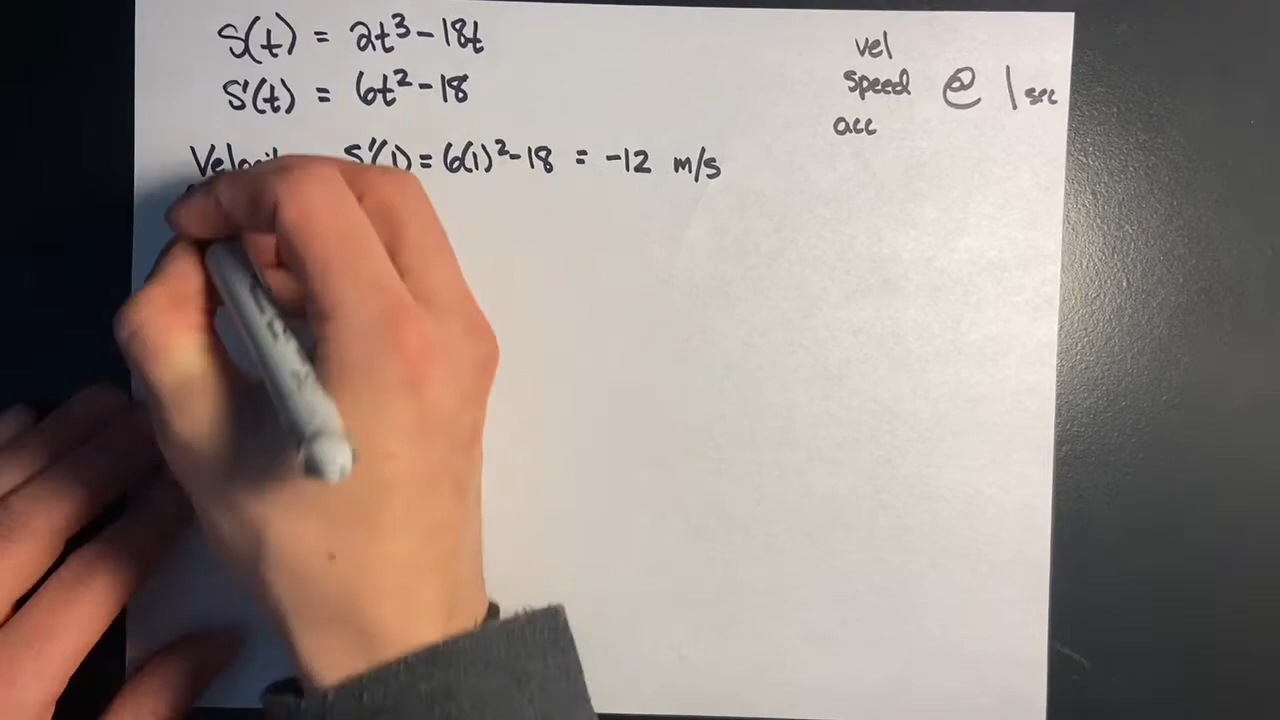 S(t) = 2t³ - 18t
S'(t) = 6t² - 18
vel
speed @ 1 sec
acc
S'(1) = 6(1)² - 18 = -12 m/s